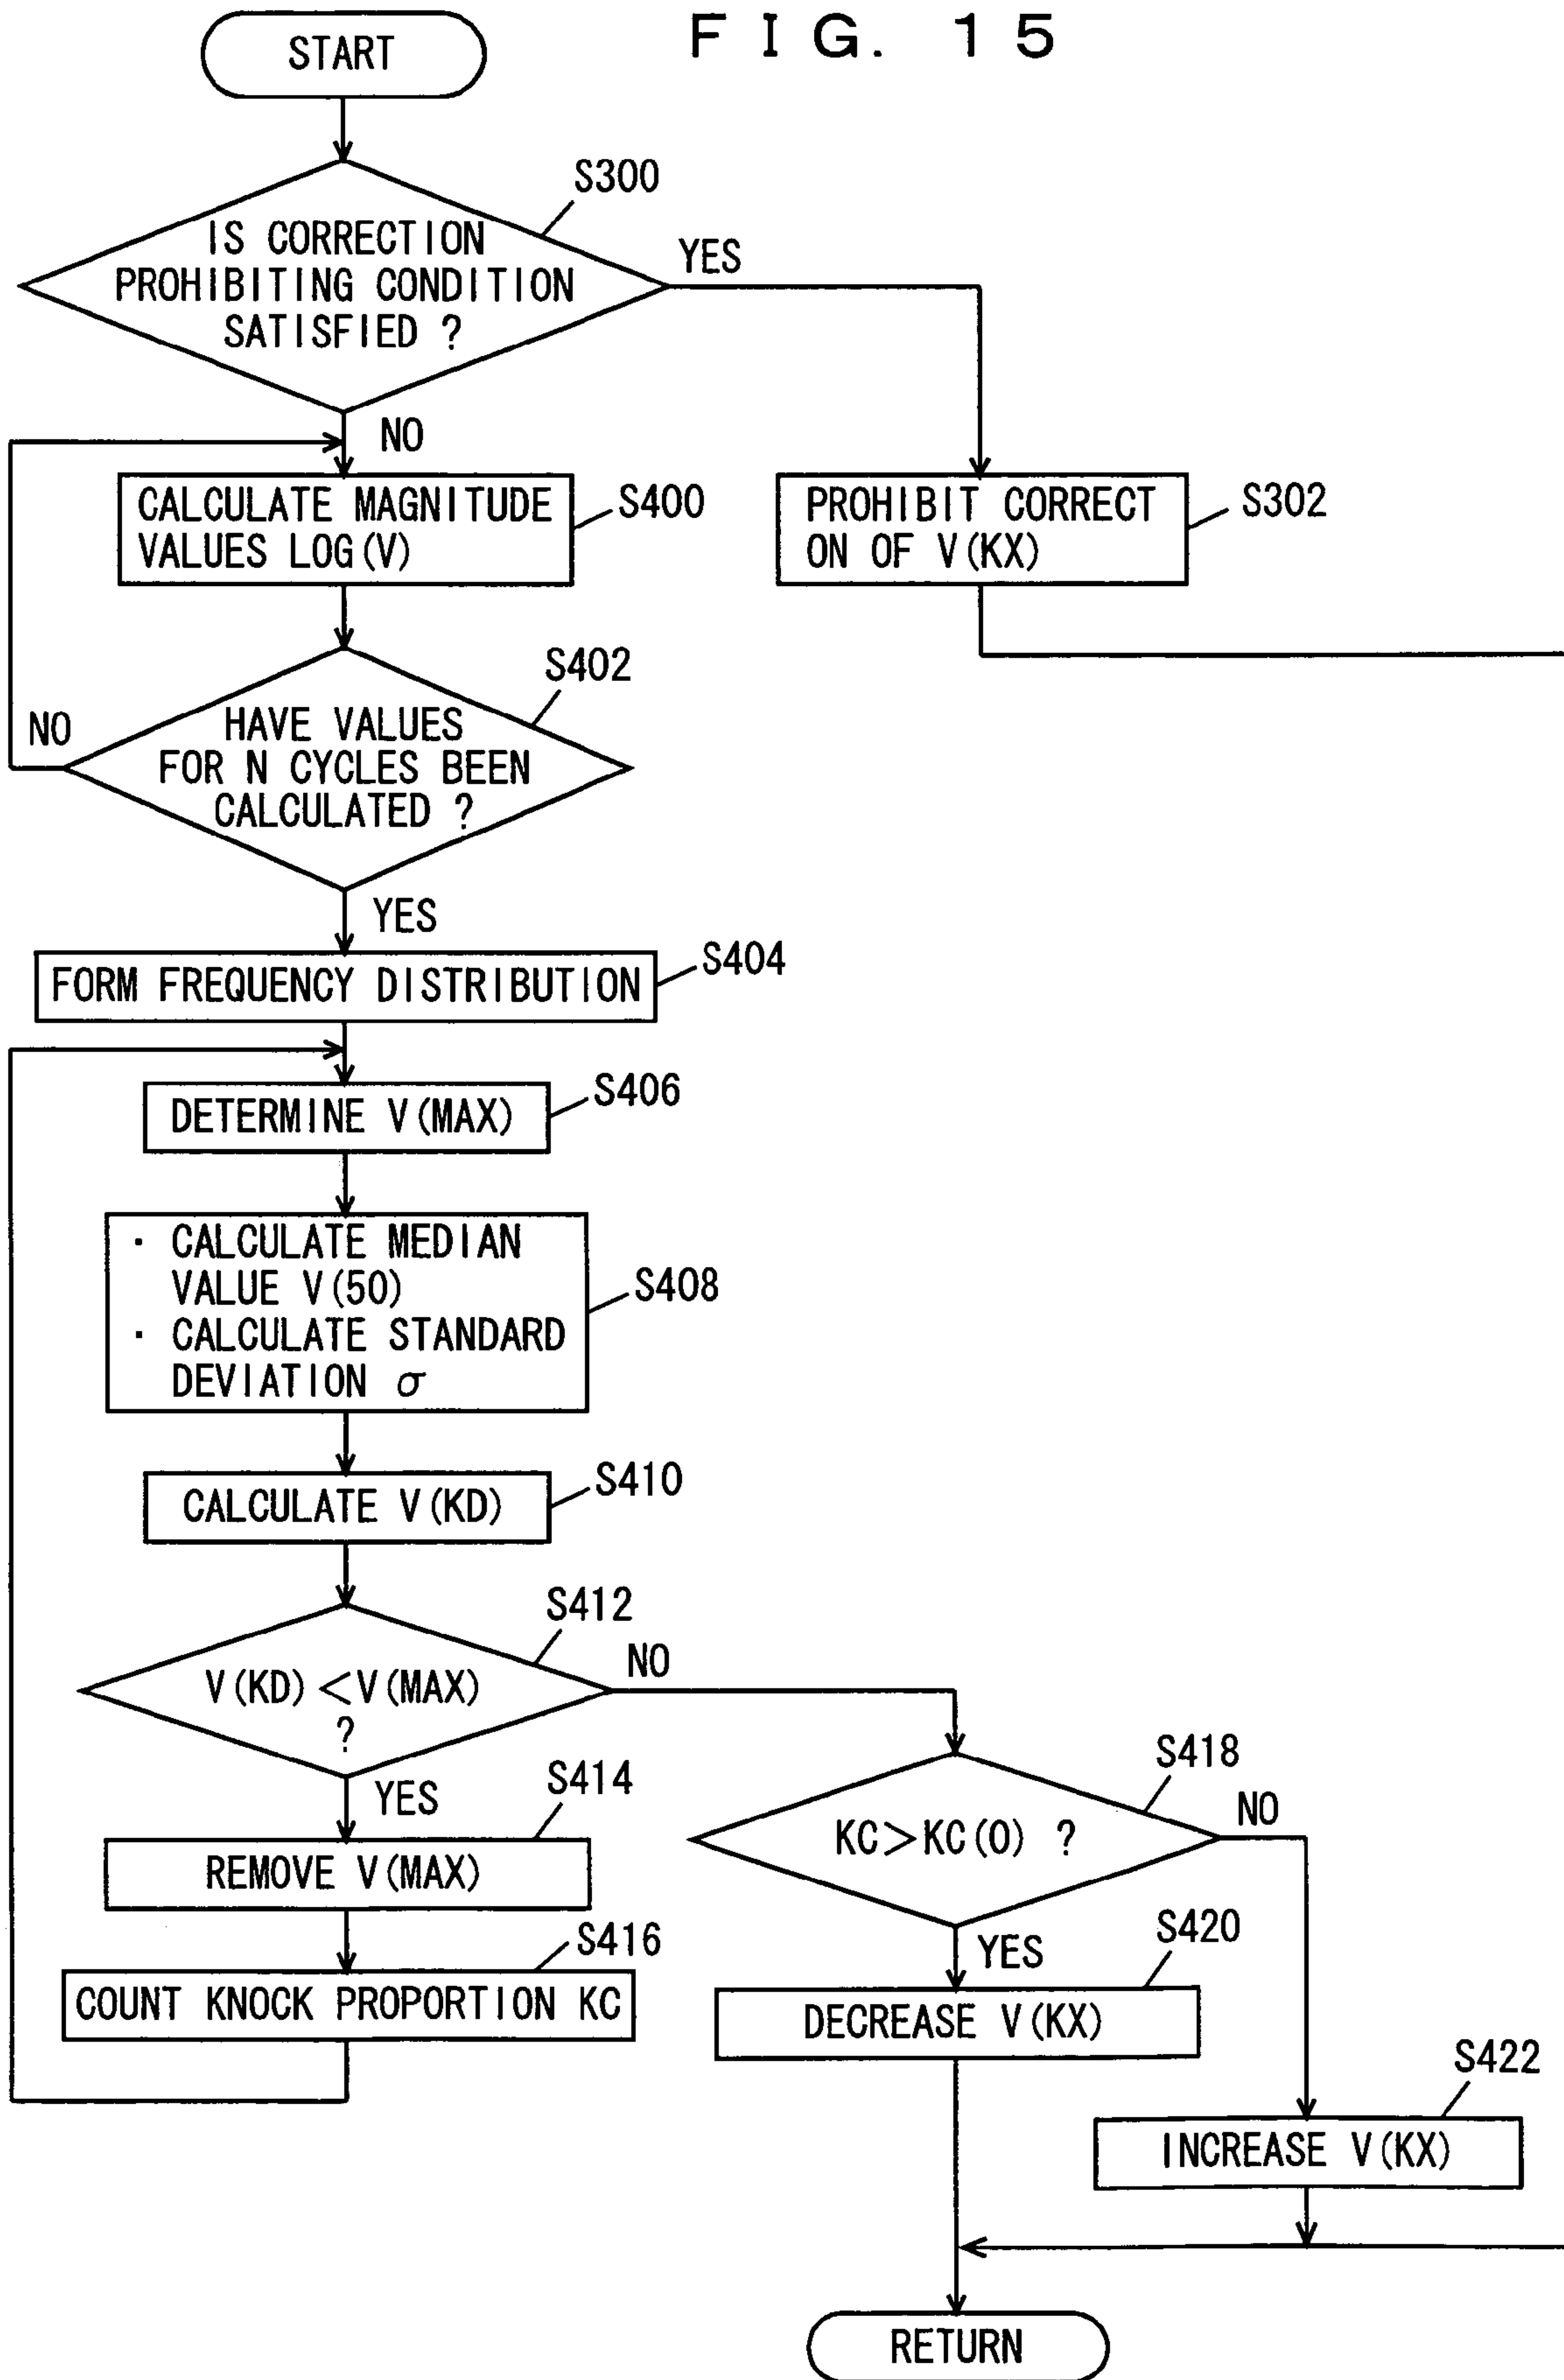 FIG. 15
START
S300
IS CORRECTION
PROHIBITING CONDITION
SATISFIED ?
YES
NO
CALCULATE MAGNITUDE
VALUES LOG(V)
S400
PROHIBIT CORRECT
ON OF V(KX)
S302
S402
HAVE VALUES
FOR N CYCLES BEEN
CALCULATED ?
NO
YES
FORM FREQUENCY DISTRIBUTION
S404
DETERMINE V(MAX)
S406
· CALCULATE MEDIAN
VALUE V(50)
· CALCULATE STANDARD
DEVIATION σ
S408
CALCULATE V(KD)
S410
S412
V(KD)<V(MAX)
?
NO
YES
S414
REMOVE V(MAX)
S416
COUNT KNOCK PROPORTION KC
S418
KC>KC(0) ?
NO
YES
S420
DECREASE V(KX)
S422
INCREASE V(KX)
RETURN